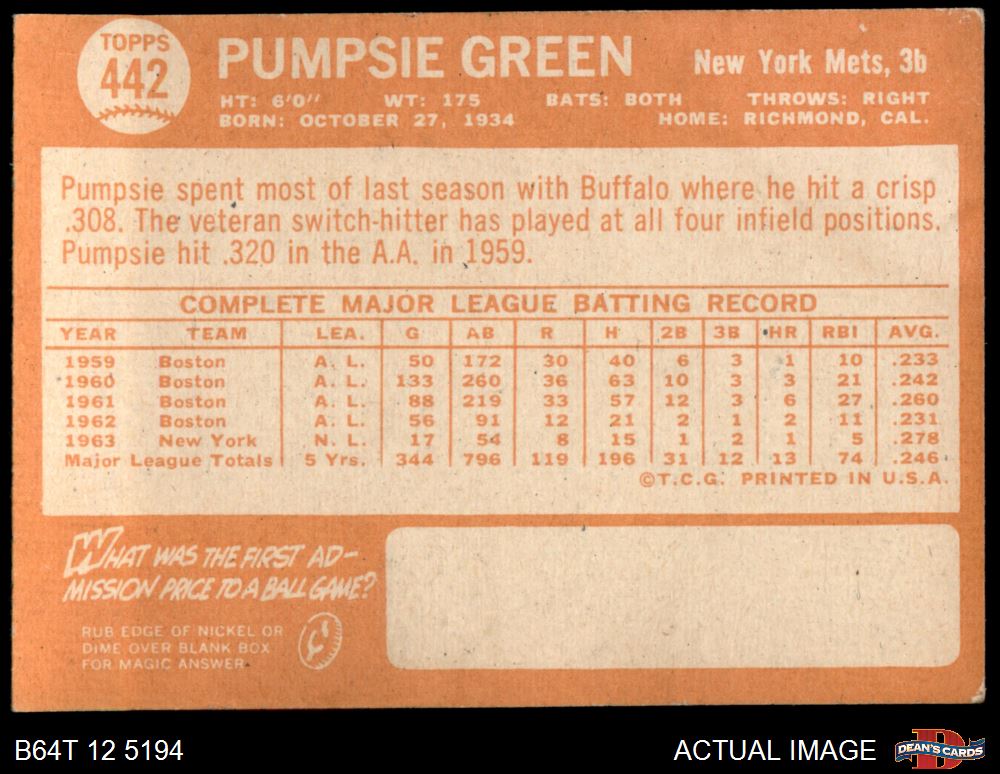 TOPPS
442
PUMPSIE GREEN
New York Mets, 3b
HT: 6'0" WT: 175 BATS: BOTH THROWS: RIGHT
BORN: OCTOBER 27, 1934 HOME: RICHMOND, CAL.
Pumpsie spent most of last season with Buffalo where he hit a crisp
.308. The veteran switch-hitter has played at all four infield positions.
Pumpsie hit .320 in the A.A. in 1959.
COMPLETE MAJOR LEAGUE BATTING RECORD
YEAR TEAM LEA. G AB R H 2B 3B HR RBI AVG.
1959 Boston A. L. 50 172 30 40 6 3 1 10 .233
1960 Boston A. L. 133 260 36 63 10 3 3 21 .242
1961 Boston A. L. 88 219 33 57 12 3 6 27 .260
1962 Boston A. L. 56 91 12 21 2 1 2 11 .231
1963 New York N. L. 17 54 8 15 1 2 1 5 .278
Major League Totals 5 Yrs. 344 796 119 196 31 12 13 74 .246
©T.C.G. PRINTED IN U.S.A.
WHAT WAS THE FIRST AD-
MISSION PRICE TO A BALL GAME?
RUB EDGE OF NICKEL OR
DIME OVER BLANK BOX
FOR MAGIC ANSWER.
B64T 12 5194
ACTUAL IMAGE
D
DEAN'S CARDS